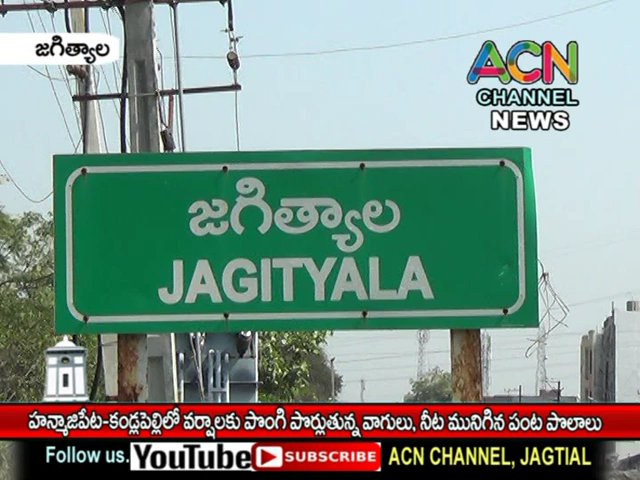 జగిత్యాల
ACN
CHANNEL
NEWS
జగిత్యాల
JAGITYALA
హన్మాజిపేట-కండ్లపెల్లిలో వర్షాలకు పొంగి పొర్లుతున్న వాగులు, నీట మునిగిన పంట పొలాలు
Follow us. YouTube SUBSCRIBE ACN CHANNEL, JAGTIAL